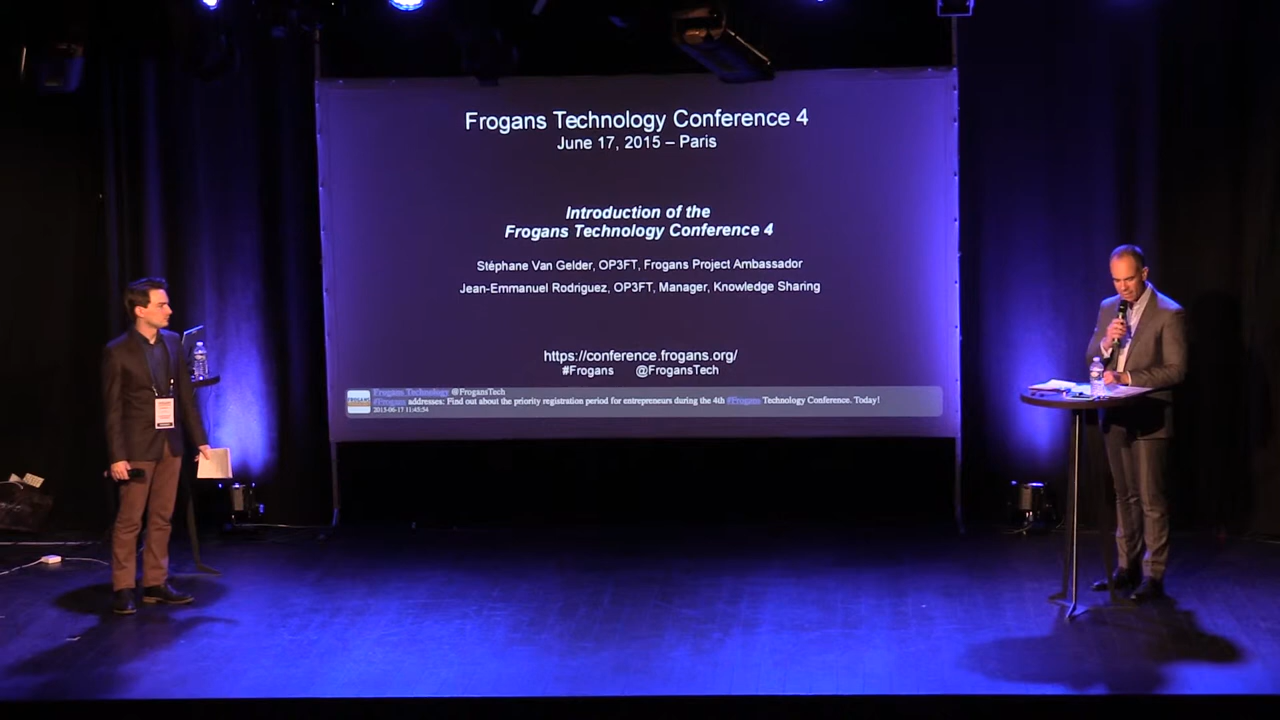 Frogans Technology Conference 4
June 17, 2015 – Paris
Introduction of the
Frogans Technology Conference 4
Stéphane Van Gelder, OP3FT, Frogans Project Ambassador
Jean-Emmanuel Rodriguez, OP3FT, Manager, Knowledge Sharing
https://conference.frogans.org/
#Frogans @FrogansTech
Frogans Technology @FrogansTech
FROGANS
#Frogans addresses: Find out about the priority registration period for entrepreneurs during the 4th #Frogans Technology Conference. Today!
2015-06-17 11:45:54